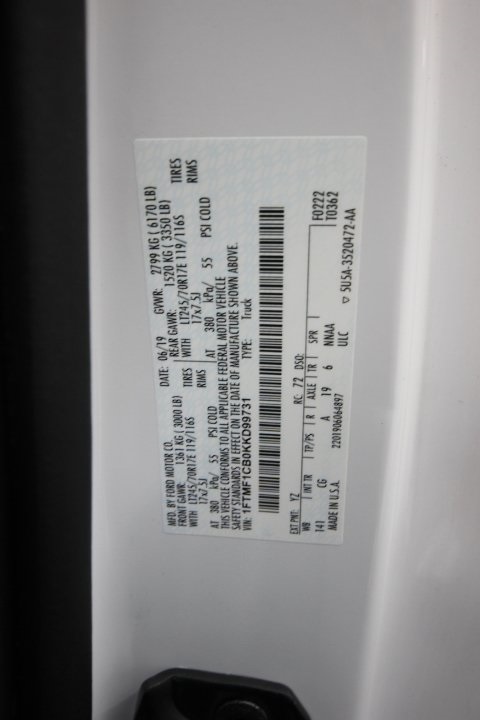 MFD. BY FORD MOTOR CO.
DATE: 06/19 GVWR: 2799 KG ( 6170 LB)
FRONT GAWR: 1361 KG ( 3000 LB) REAR GAWR: 1520 KG ( 3350 LB)
WITH LT245/70R17E 119/116S TIRES WITH LT245/70R17E 119/116S TIRES
17x7.5J RIMS 17x7.5J RIMS
AT 380 kPa/ 55 PSI COLD AT 380 kPa/ 55 PSI COLD
THIS VEHICLE CONFORMS TO ALL APPLICABLE FEDERAL MOTOR VEHICLE
SAFETY STANDARDS IN EFFECT ON THE DATE OF MANUFACTURE SHOWN ABOVE.
VIN: 1FTMF1CB0KKD99731 TYPE: Truck
F0222
EXT PNT: YZ RC: 72 DSO: T0362
WB INT TR TP/PS R AXLE TR SPR
141 CG A 19 6 NNAA
ULC
MADE IN U.S.A. 2201906064897 5U5A-3520472-AA